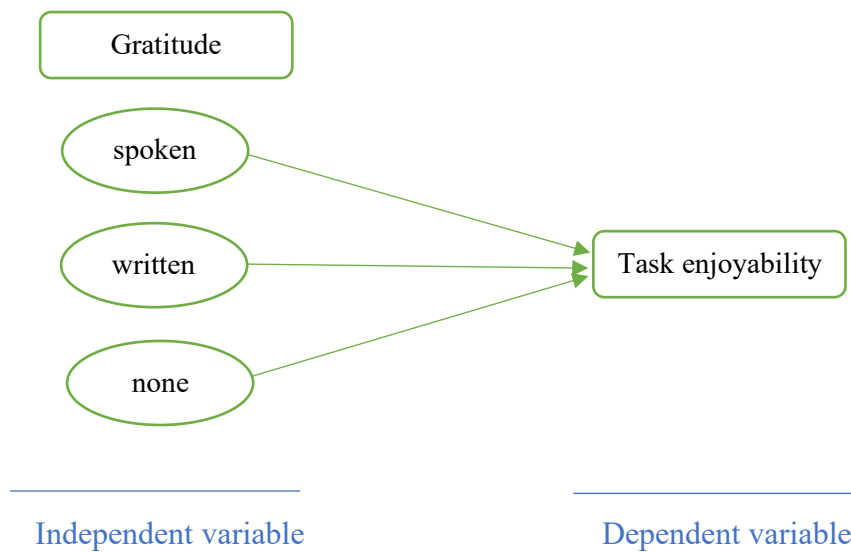 Gratitude
spoken
written
Task enjoyability
none
Independent variable
Dependent variable